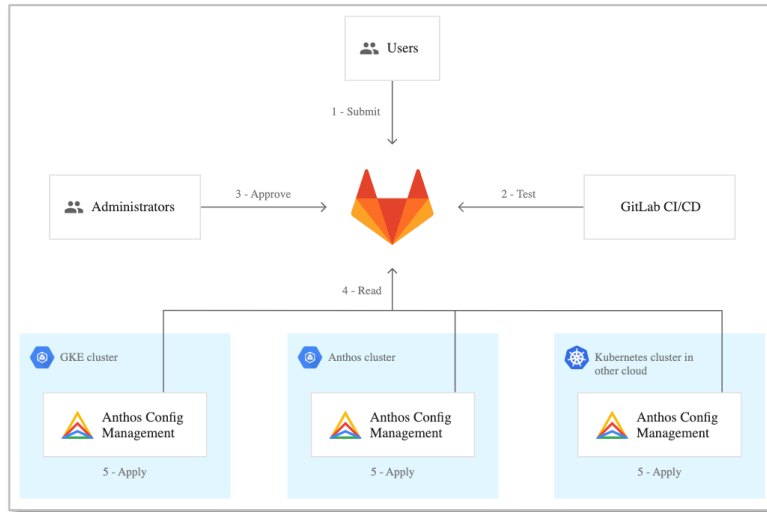 Users
1 - Submit
Administrators
3 - Approve
2 - Test
GitLab CI/CD
4 - Read
GKE cluster
Anthos Config
Management
5 - Apply
Anthos cluster
Anthos Config
Management
5 - Apply
Kubernetes cluster in
other cloud
Anthos Config
Management
5 - Apply